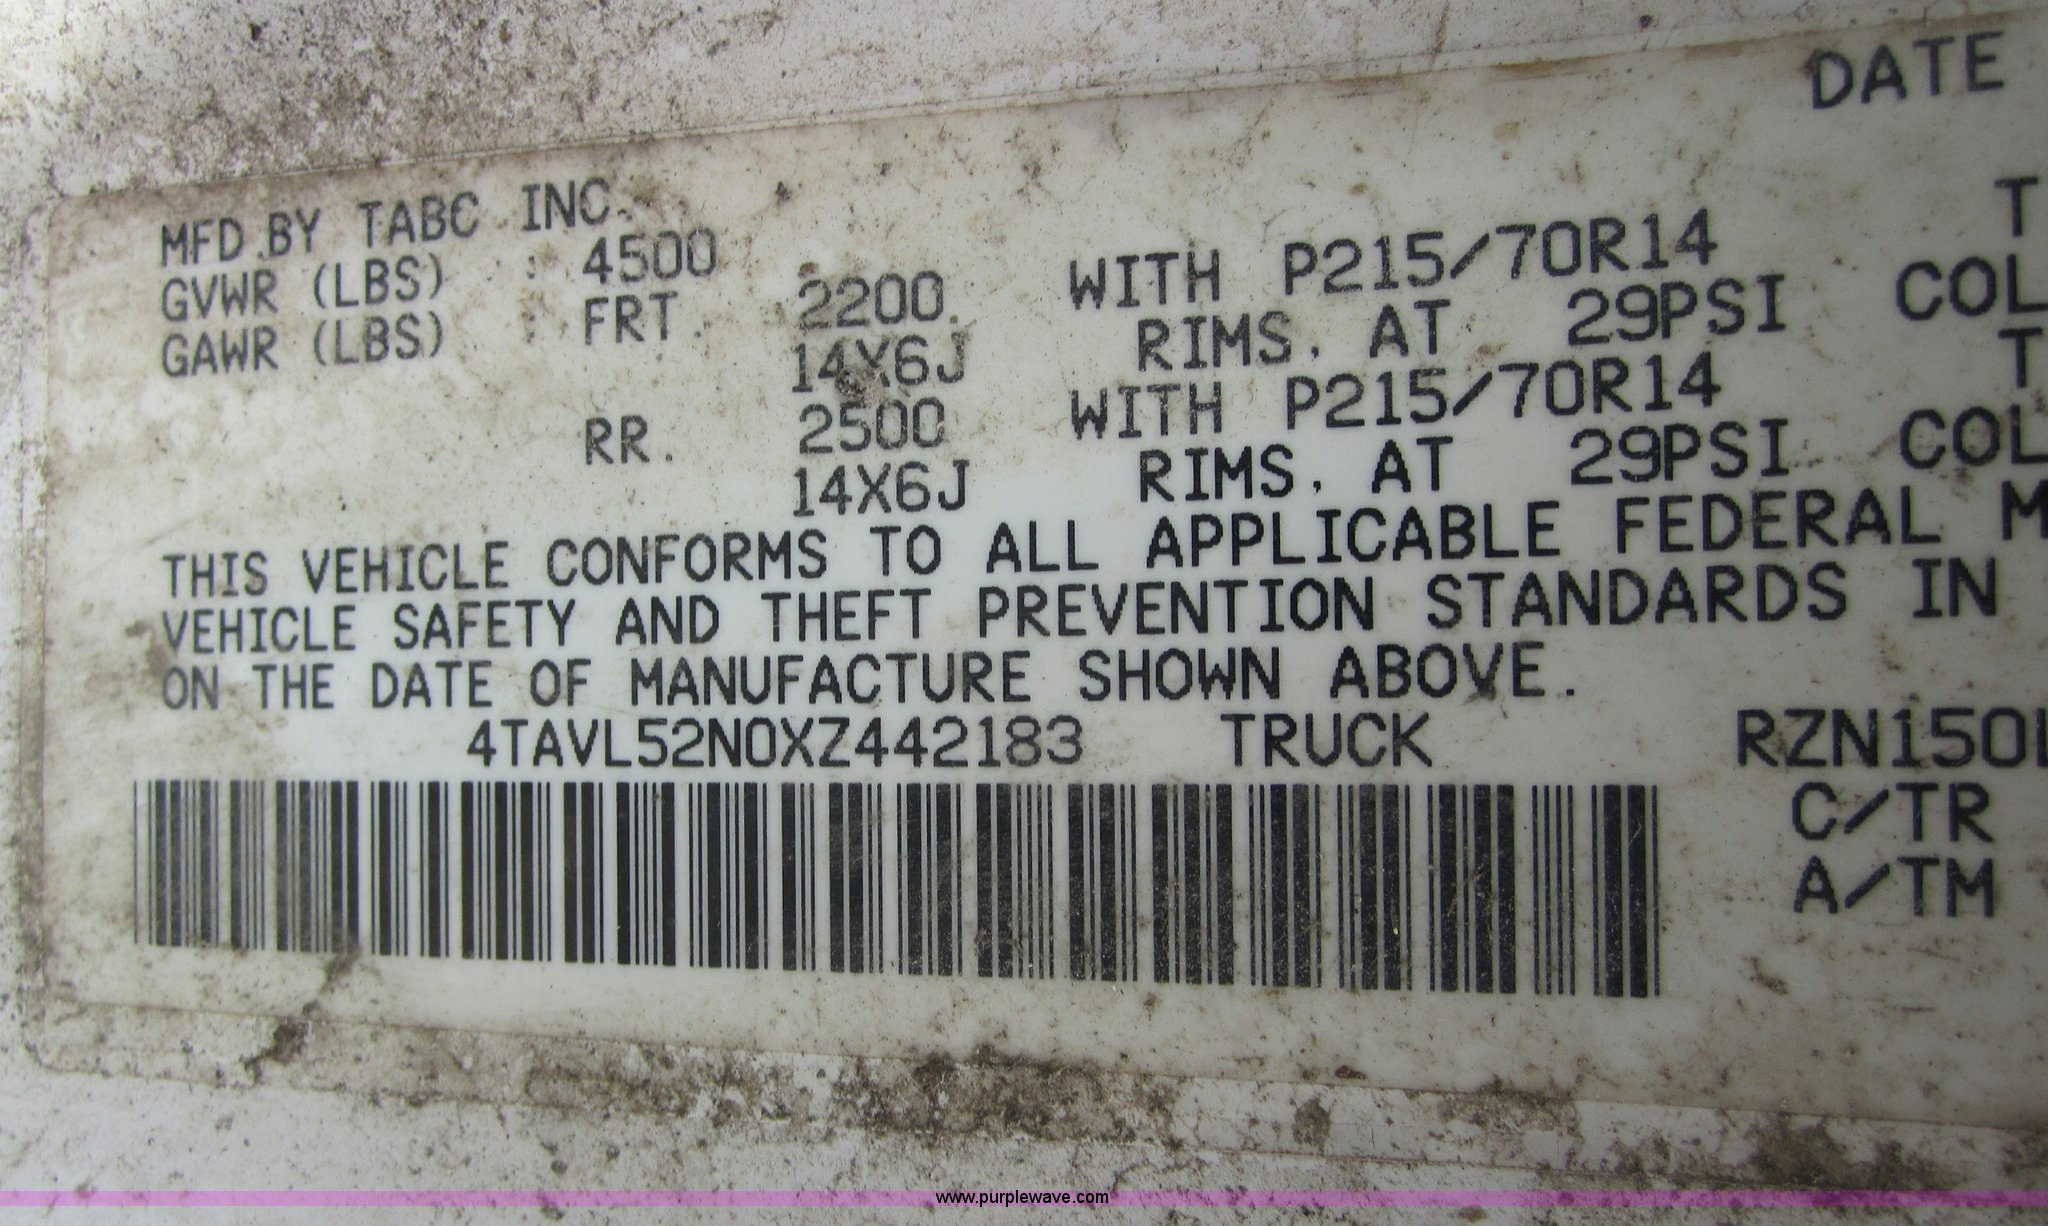 DATE
MFD.BY TABC INC.
GVWR (LBS) : 4500
GAWR (LBS) : FRT. 2200 WITH P215/70R14 T
14X6J RIMS, AT 29PSI COL
RR. 2500 WITH P215/70R14 T
14X6J RIMS, AT 29PSI COL
THIS VEHICLE CONFORMS TO ALL APPLICABLE FEDERAL M
VEHICLE SAFETY AND THEFT PREVENTION STANDARDS IN
ON THE DATE OF MANUFACTURE SHOWN ABOVE.
4TAVL52N0XZ442183 TRUCK RZN150L
C/TR
A/TM
www.purplewave.com